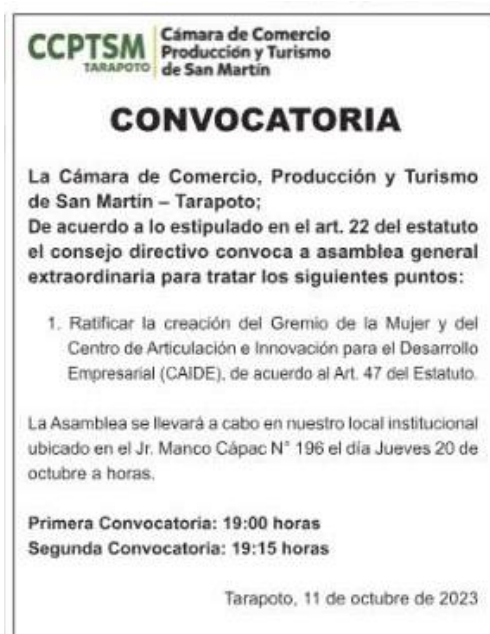 CCPTSM
TARAPOTO
Cámara de Comercio
Producción y Turismo
de San Martín
CONVOCATORIA
La Cámara de Comercio, Producción y Turismo
de San Martín – Tarapoto;
De acuerdo a lo estipulado en el art. 22 del estatuto
el consejo directivo convoca a asamblea general
extraordinaria para tratar los siguientes puntos:
1. Ratificar la creación del Gremio de la Mujer y del
Centro de Articulación e Innovación para el Desarrollo
Empresarial (CAIDE), de acuerdo al Art. 47 del Estatuto.
La Asamblea se llevará a cabo en nuestro local institucional
ubicado en el Jr. Manco Cápac N° 196 el día Jueves 20 de
octubre a horas.
Primera Convocatoria: 19:00 horas
Segunda Convocatoria: 19:15 horas
Tarapoto, 11 de octubre de 2023